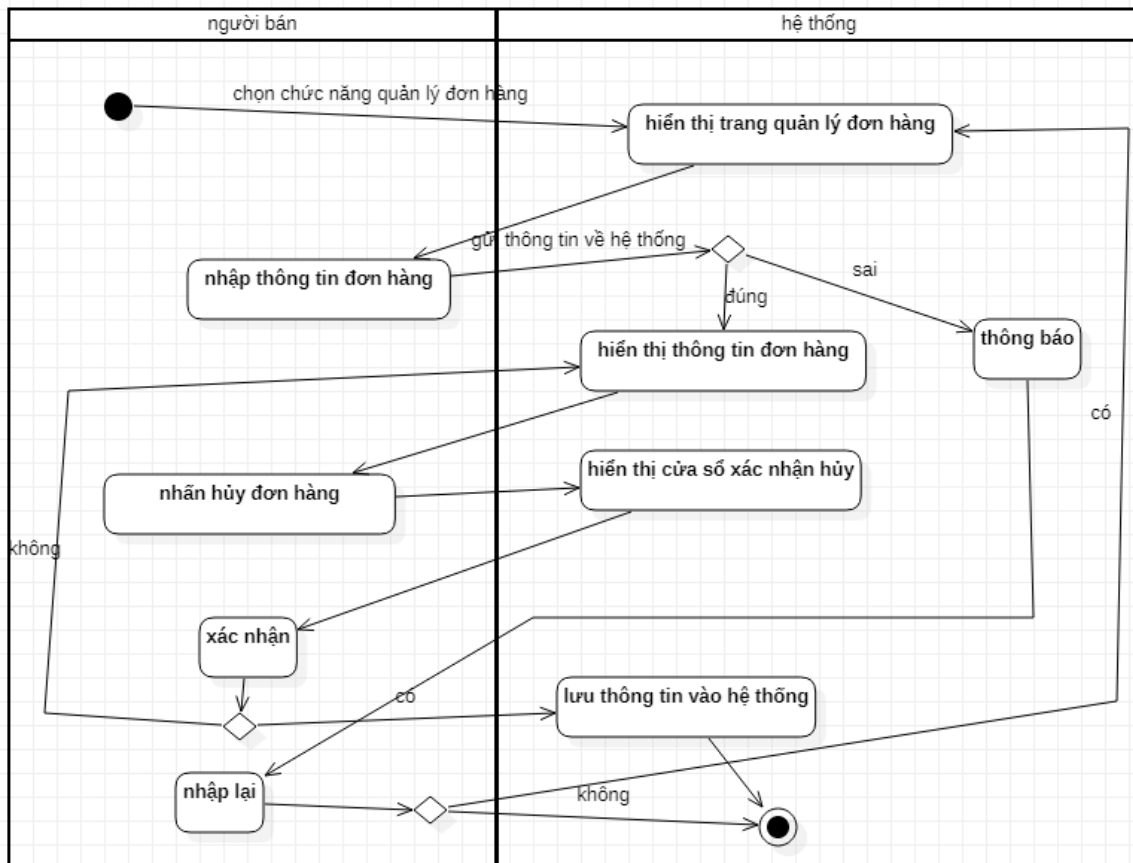 người bán
hệ thống
chọn chức năng quản lý đơn hàng
hiển thị trang quản lý đơn hàng
gửi thông tin về hệ thống
nhập thông tin đơn hàng
sai
đúng
hiển thị thông tin đơn hàng
thông báo
có
hiển thị cửa sổ xác nhận hủy
nhấn hủy đơn hàng
không
xác nhận
có
lưu thông tin vào hệ thống
nhập lại
không